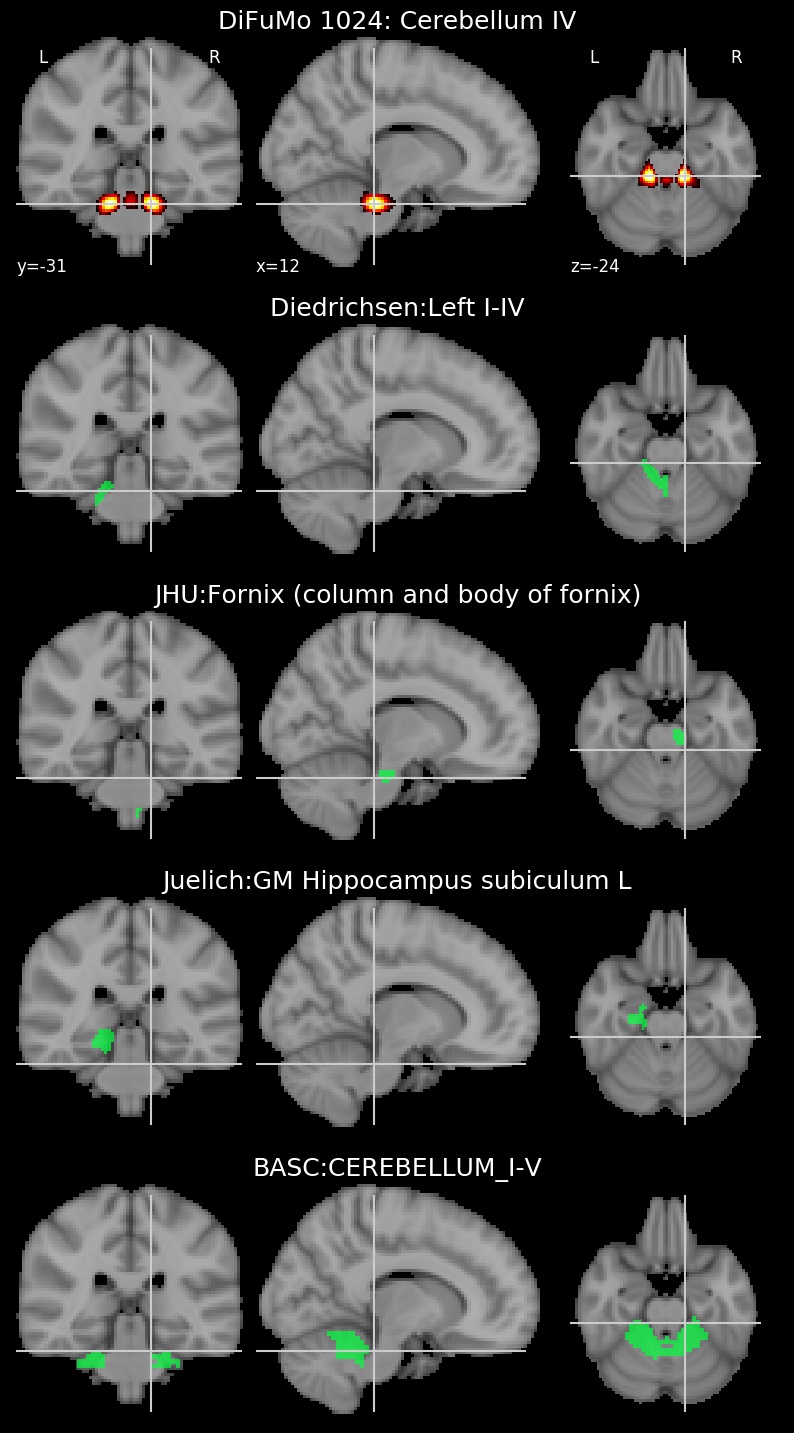 DiFuMo 1024: Cerebellum IV
L R L R
y=-31 x=12 z=-24
Diedrichsen:Left I-IV
JHU:Fornix (column and body of fornix)
Juelich:GM Hippocampus subiculum L
BASC:CEREBELLUM_I-V